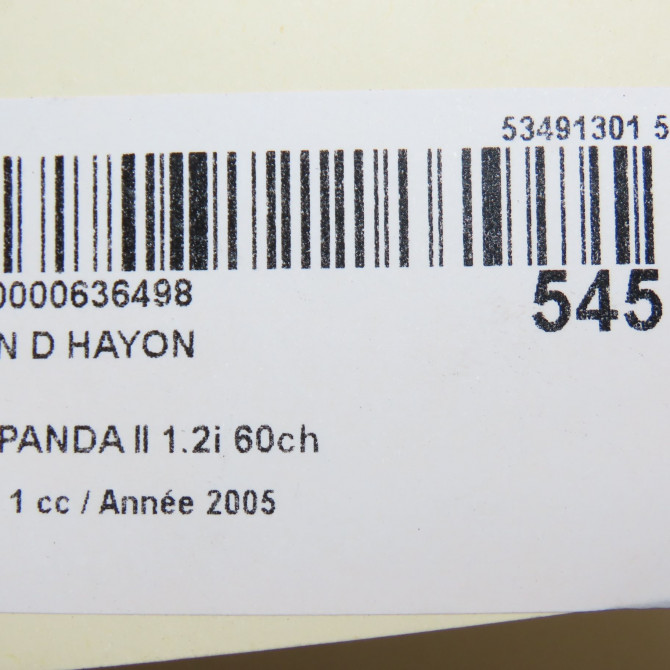 53491301 5
0000636498
545
N D HAYON
PANDA II 1.2i 60ch
1 cc / Année 2005